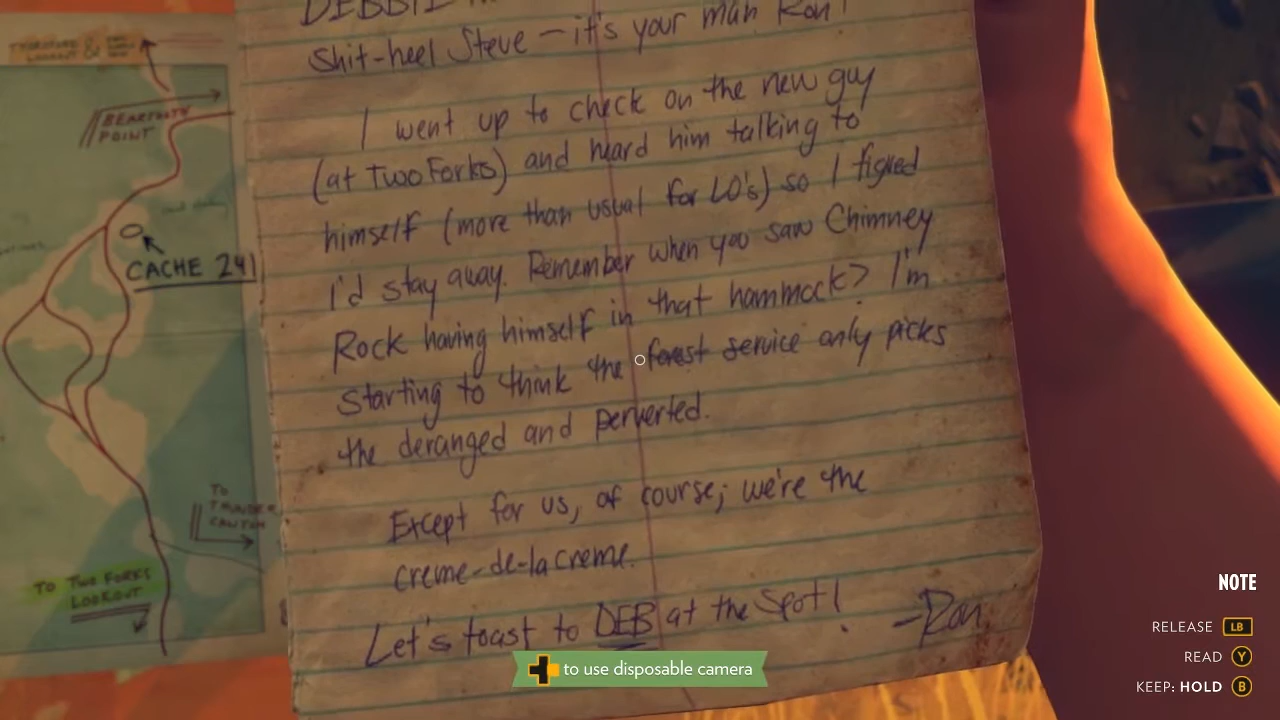 DEBBIE
Shit-heel Steve — it's your man Ron!
I went up to check on the new guy
(at Two Forks) and heard him talking to
himself (more than usual for LO's) so I figred
I'd stay away. Remember when you saw Chimney
Rock having himself in that hammock? I'm
starting to think the forest service only picks
the deranged and perverted.
Except for us, of course; we're the
creme-de-la creme.
Let's toast to DEB at the Spot!
-Ron
THOROFARE
LOOKOUT &
BEARTOOTH
POINT
CACHE 241
TO
THUNDER
CANYON
TO TWO FORKS
LOOKOUT
to use disposable camera
NOTE
RELEASE LB
READ Y
KEEP: HOLD B